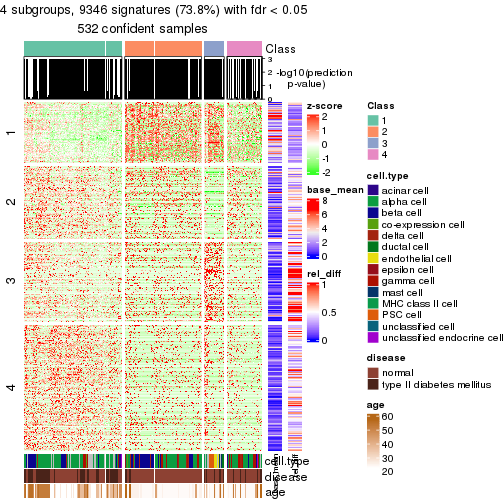 4 subgroups, 9346 signatures (73.8%) with fdr < 0.05
532 confident samples
Class
3
2
1
0
-log10(prediction
p-value)
1
2
3
4
z-score
2
1
0
-1
-2
base_mean
8
6
4
2
0
rel_diff
1
0.5
0
Class
1
2
3
4
cell.type
acinar cell
alpha cell
beta cell
co-expression cell
delta cell
ductal cell
endothelial cell
epsilon cell
gamma cell
mast cell
MHC class II cell
PSC cell
unclassified cell
unclassified endocrine cell
disease
normal
type II diabetes mellitus
age
60
50
40
30
20
cell.type
disease
age